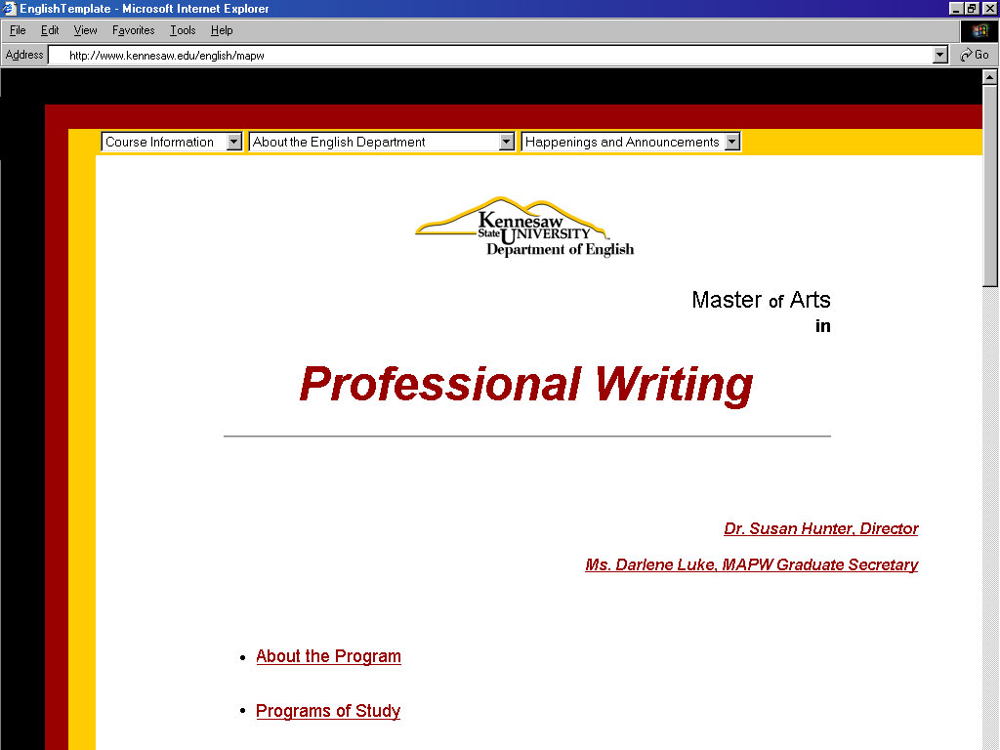 EnglishTemplate - Microsoft Internet Explorer
File Edit View Favorites Tools Help
Address http://www.kennesaw.edu/english/mapw Go
Course Information About the English Department Happenings and Announcements
Kennesaw
State UNIVERSITY
Department of English
Master of Arts
in
Professional Writing
Dr. Susan Hunter, Director
Ms. Darlene Luke, MAPW Graduate Secretary
• About the Program
• Programs of Study